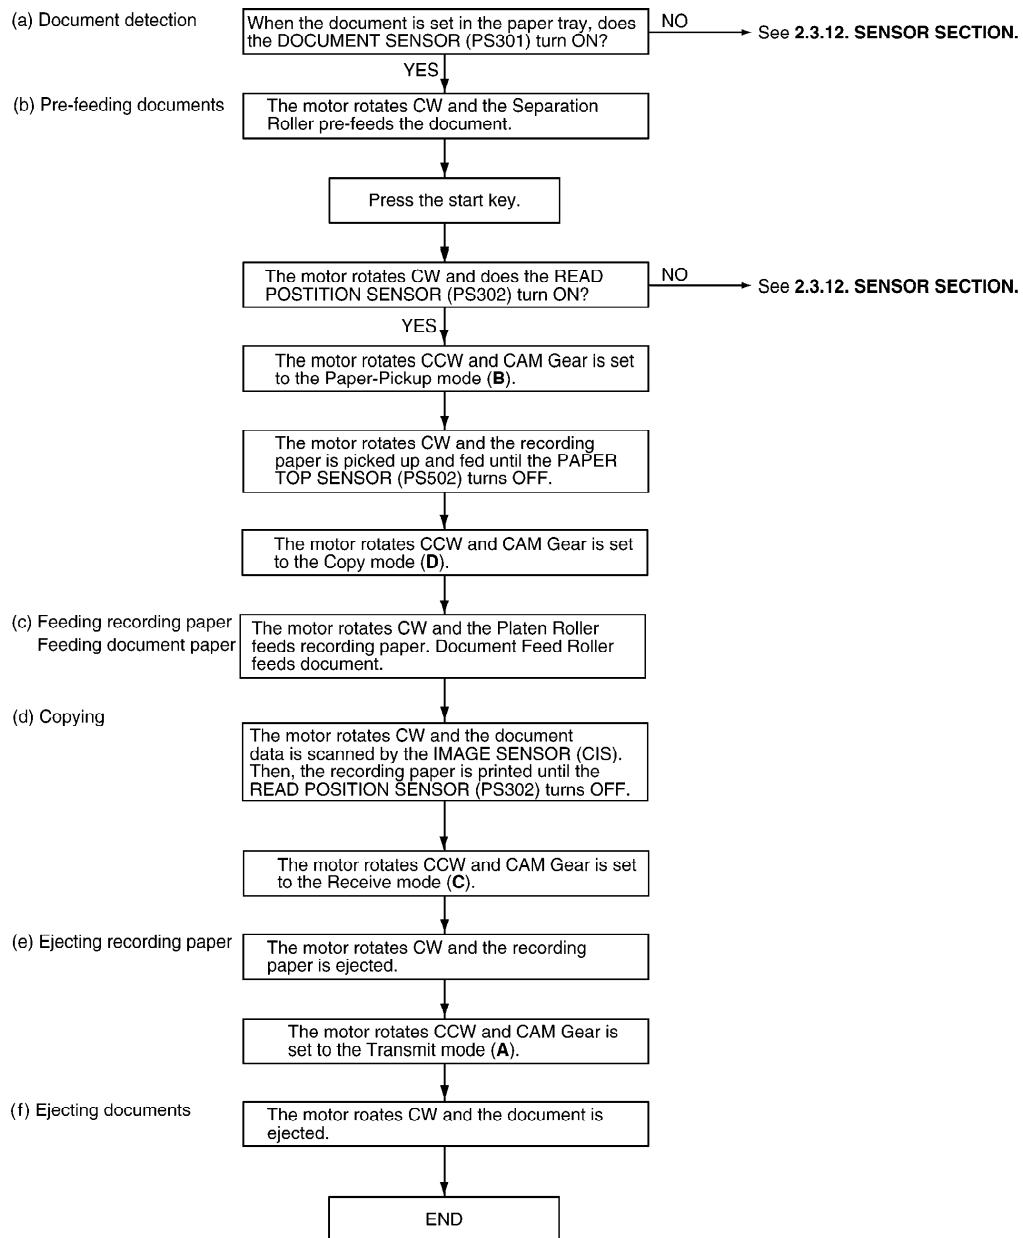 (a) Document detection
When the document is set in the paper tray, does
the DOCUMENT SENSOR (PS301) turn ON?
NO
See 2.3.12. SENSOR SECTION.
YES
(b) Pre-feeding documents
The motor rotates CW and the Separation
Roller pre-feeds the document.
Press the start key.
The motor rotates CW and does the READ
POSTITION SENSOR (PS302) turn ON?
NO
See 2.3.12. SENSOR SECTION.
YES
The motor rotates CCW and CAM Gear is set
to the Paper-Pickup mode (B).
The motor rotates CW and the recording
paper is picked up and fed until the PAPER
TOP SENSOR (PS502) turns OFF.
The motor rotates CCW and CAM Gear is set
to the Copy mode (D).
(c) Feeding recording paper
Feeding document paper
The motor rotates CW and the Platen Roller
feeds recording paper. Document Feed Roller
feeds document.
(d) Copying
The motor rotates CW and the document
data is scanned by the IMAGE SENSOR (CIS).
Then, the recording paper is printed until the
READ POSITION SENSOR (PS302) turns OFF.
The motor rotates CCW and CAM Gear is set
to the Receive mode (C).
(e) Ejecting recording paper
The motor rotates CW and the recording
paper is ejected.
The motor rotates CCW and CAM Gear is
set to the Transmit mode (A).
(f) Ejecting documents
The motor roates CW and the document is
ejected.
END